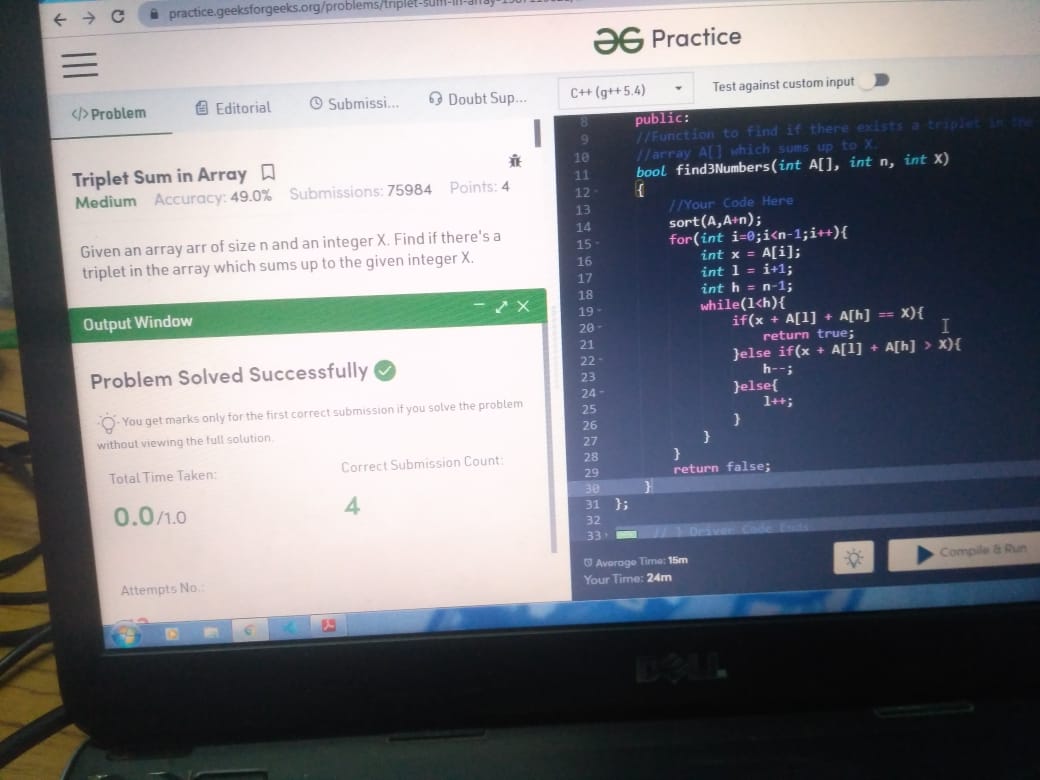 practice.geeksforgeeks.org/problems/triplet-sum-in-array-
Practice
</>Problem
Editorial
Submissi...
Doubt Sup...
C++ (g++ 5.4)
Test against custom input
Triplet Sum in Array
Medium Accuracy: 49.0% Submissions: 75984 Points: 4
Given an array arr of size n and an integer X. Find if there's a
triplet in the array which sums up to the given integer X.
Output Window
Problem Solved Successfully
You get marks only for the first correct submission if you solve the problem
without viewing the full solution.
Total Time Taken:
0.0/1.0
Correct Submission Count:
4
Attempts No.:
8 public:
9 //Function to find if there exists a triplet in the
10 //array A[] which sums up to X.
11 bool find3Numbers(int A[], int n, int X)
12 {
13 //Your Code Here
14 sort(A,A+n);
15 for(int i=0;i<n-1;i++){
16 int x = A[i];
17 int l = i+1;
18 int h = n-1;
19 while(l<h){
20 if(x + A[l] + A[h] == X){
21 return true;
22 }else if(x + A[l] + A[h] > X){
23 h--;
24 }else{
25 l++;
26 }
27 }
28 }
29 return false;
30 }
31 };
32
33 // } Driver Code Ends
Average Time: 15m
Your Time: 24m
Compile & Run
DELL